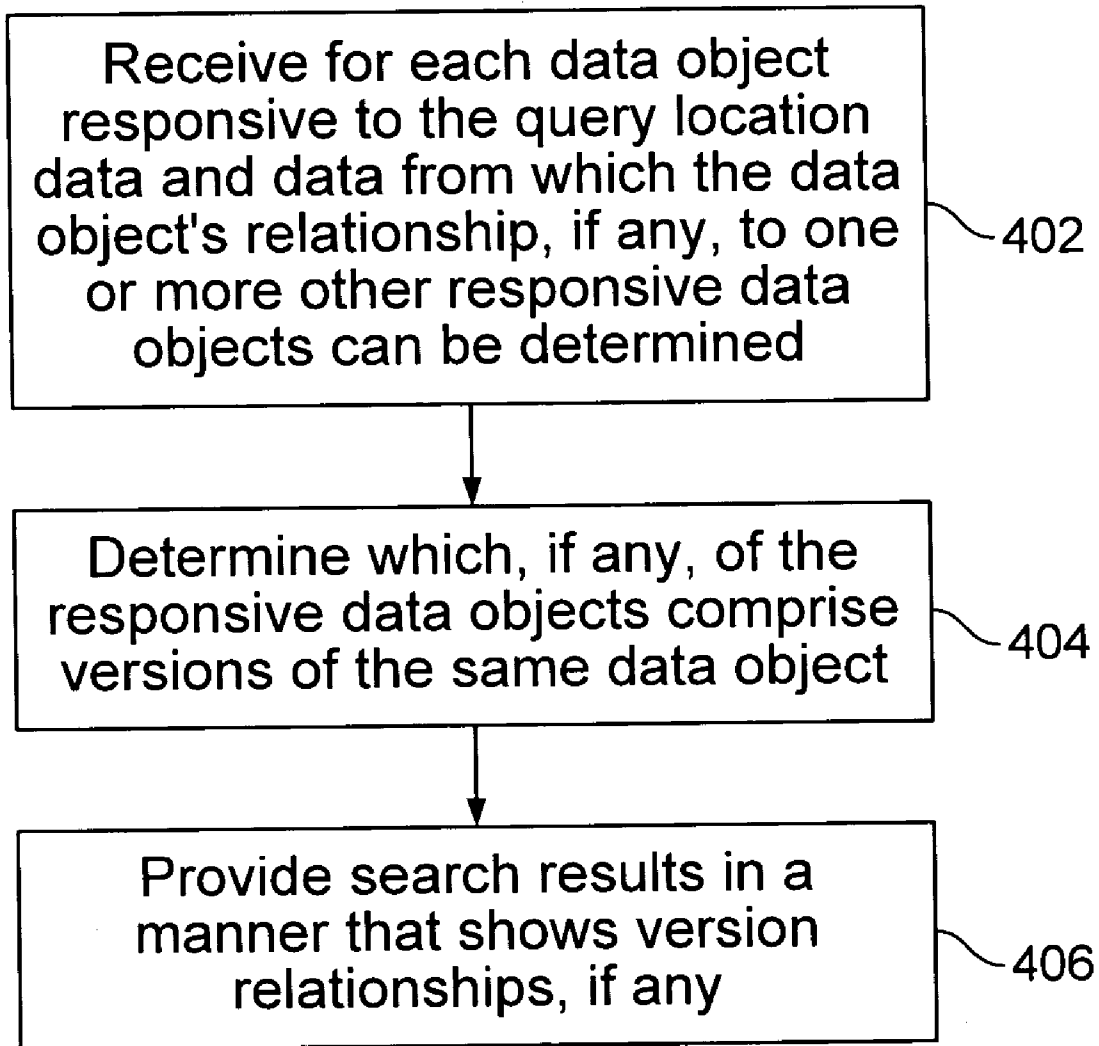 Receive for each data object
responsive to the query location
data and data from which the data
object's relationship, if any, to one
or more other responsive data
objects can be determined
402
Determine which, if any, of the
responsive data objects comprise
versions of the same data object
404
Provide search results in a
manner that shows version
relationships, if any
406